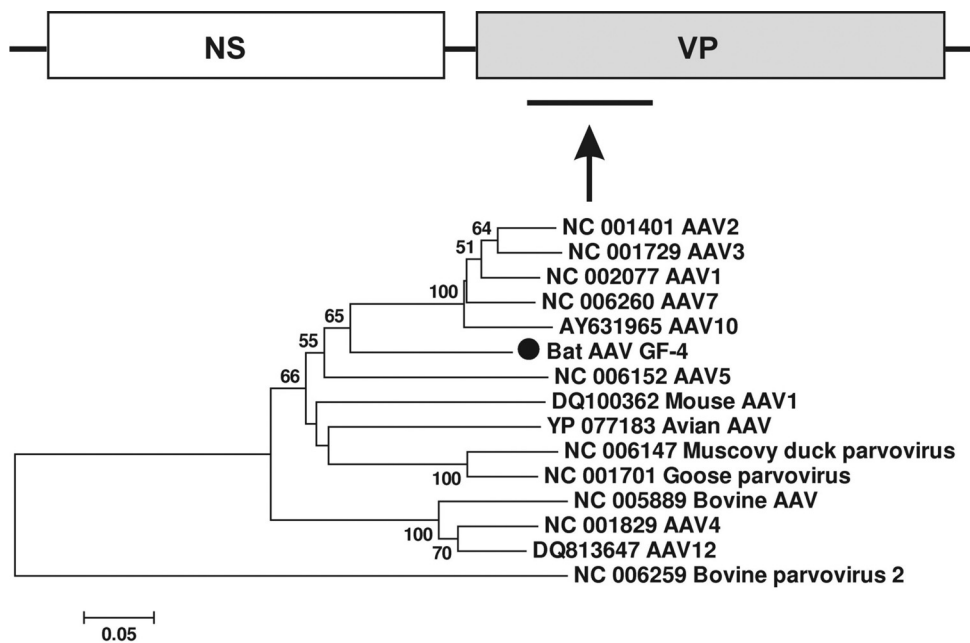 NS VP
64 NC 001401 AAV2
51 NC 001729 AAV3
NC 002077 AAV1
100 NC 006260 AAV7
65 AY631965 AAV10
55 Bat AAV GF-4
66 NC 006152 AAV5
DQ100362 Mouse AAV1
YP 077183 Avian AAV
NC 006147 Muscovy duck parvovirus
100 NC 001701 Goose parvovirus
NC 005889 Bovine AAV
100 NC 001829 AAV4
70 DQ813647 AAV12
NC 006259 Bovine parvovirus 2
0.05